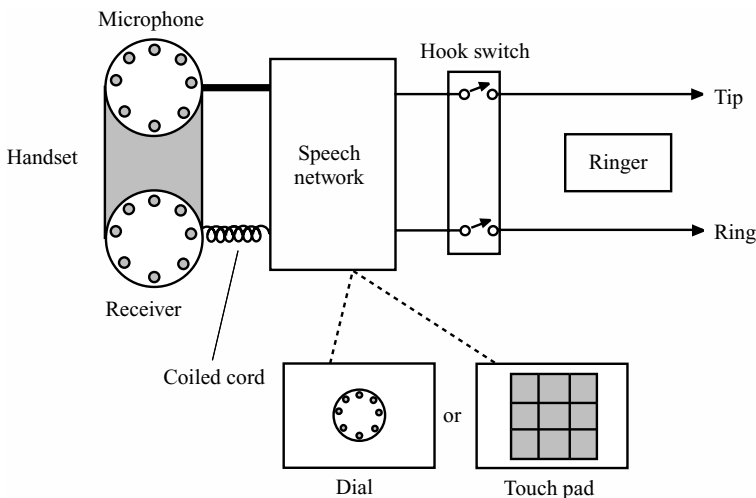 Microphone
Hook switch
Tip
Handset
Speech
network
Ringer
Ring
Receiver
Coiled cord
or
Dial
Touch pad